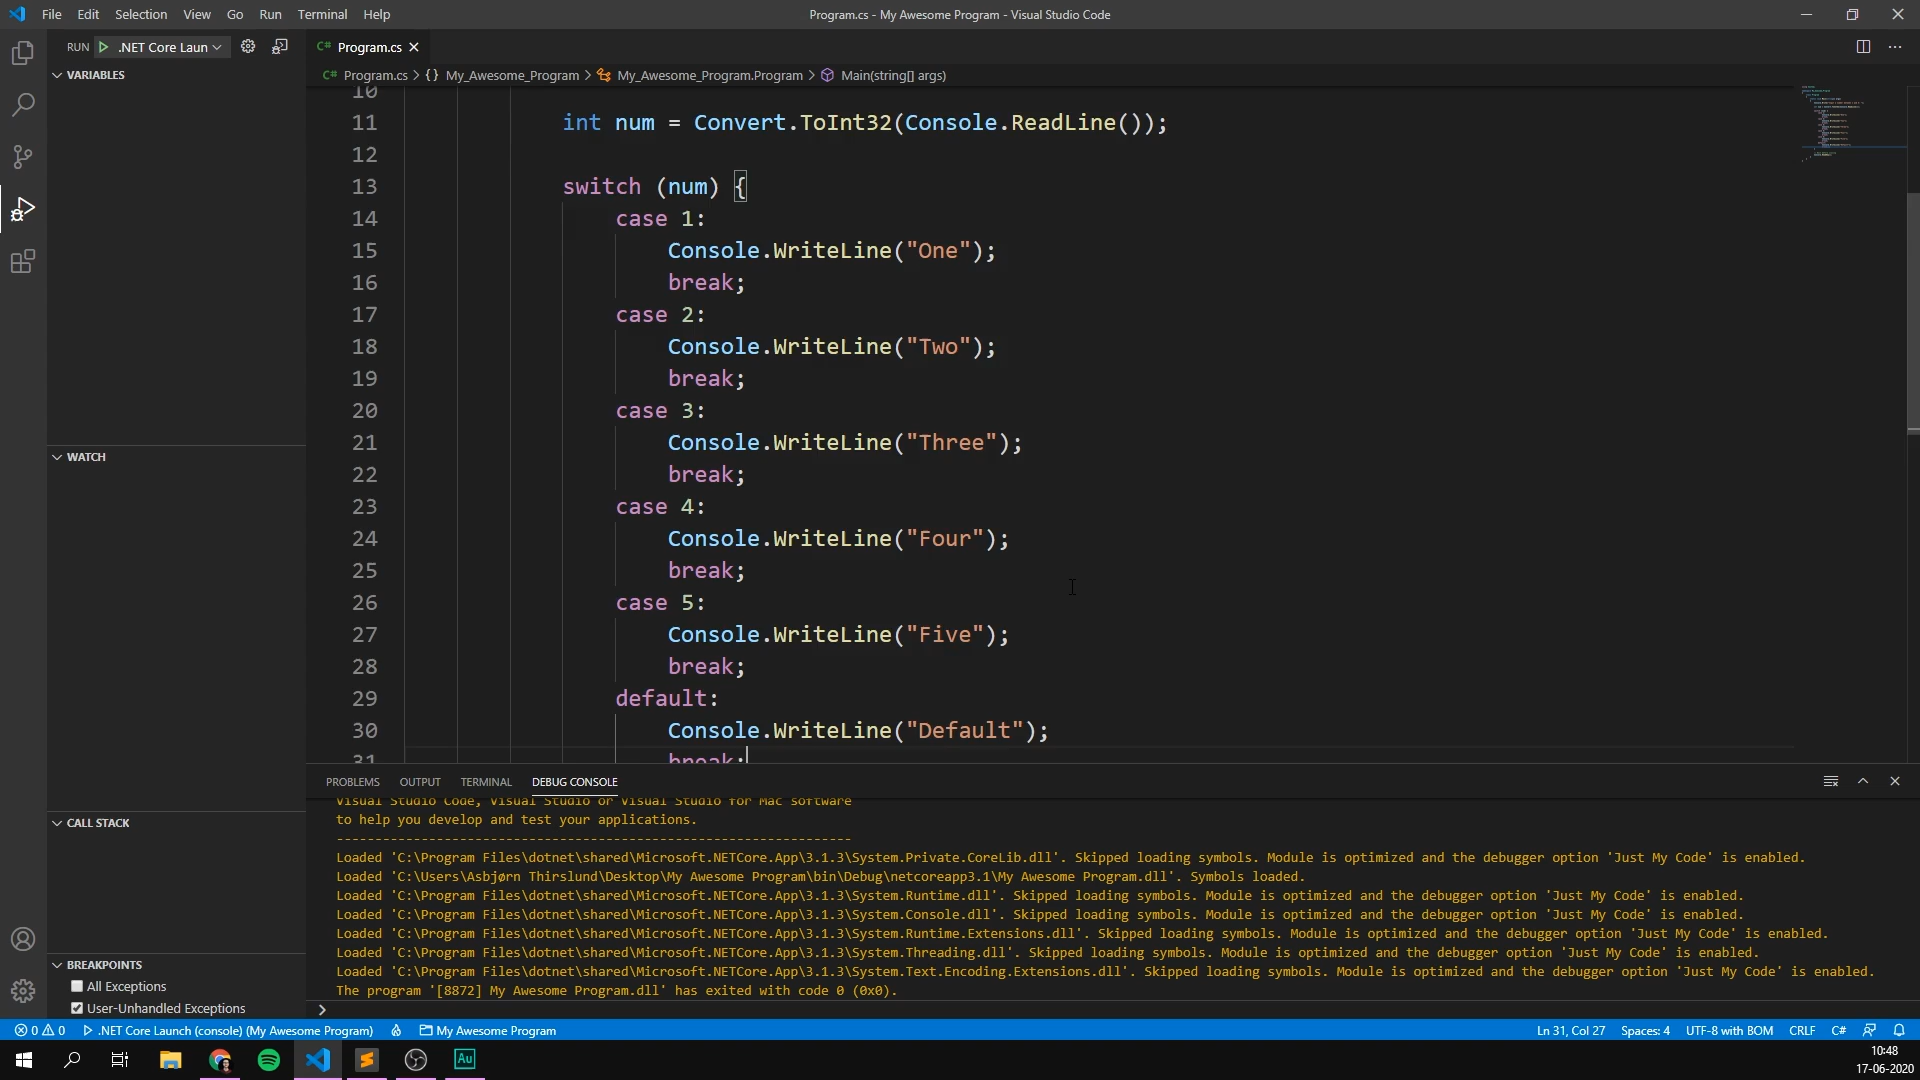 File Edit Selection View Go Run Terminal Help
Program.cs - My Awesome Program - Visual Studio Code
RUN .NET Core Laun
C# Program.cs
C# Program.cs > {} My_Awesome_Program > My_Awesome_Program.Program > Main(string[] args)
VARIABLES
WATCH
CALL STACK
BREAKPOINTS
All Exceptions
User-Unhandled Exceptions
10
11 int num = Convert.ToInt32(Console.ReadLine());
12
13 switch (num) {
14 case 1:
15 Console.WriteLine("One");
16 break;
17 case 2:
18 Console.WriteLine("Two");
19 break;
20 case 3:
21 Console.WriteLine("Three");
22 break;
23 case 4:
24 Console.WriteLine("Four");
25 break;
26 case 5:
27 Console.WriteLine("Five");
28 break;
29 default:
30 Console.WriteLine("Default");
31 break;
PROBLEMS OUTPUT TERMINAL DEBUG CONSOLE
Visual Studio Code, Visual Studio or Visual Studio for Mac software
to help you develop and test your applications.
-------------------------------------------------------------------
Loaded 'C:\Program Files\dotnet\shared\Microsoft.NETCore.App\3.1.3\System.Private.CoreLib.dll'. Skipped loading symbols. Module is optimized and the debugger option 'Just My Code' is enabled.
Loaded 'C:\Users\Asbjørn Thirslund\Desktop\My Awesome Program\bin\Debug\netcoreapp3.1\My Awesome Program.dll'. Symbols loaded.
Loaded 'C:\Program Files\dotnet\shared\Microsoft.NETCore.App\3.1.3\System.Runtime.dll'. Skipped loading symbols. Module is optimized and the debugger option 'Just My Code' is enabled.
Loaded 'C:\Program Files\dotnet\shared\Microsoft.NETCore.App\3.1.3\System.Console.dll'. Skipped loading symbols. Module is optimized and the debugger option 'Just My Code' is enabled.
Loaded 'C:\Program Files\dotnet\shared\Microsoft.NETCore.App\3.1.3\System.Runtime.Extensions.dll'. Skipped loading symbols. Module is optimized and the debugger option 'Just My Code' is enabled.
Loaded 'C:\Program Files\dotnet\shared\Microsoft.NETCore.App\3.1.3\System.Threading.dll'. Skipped loading symbols. Module is optimized and the debugger option 'Just My Code' is enabled.
Loaded 'C:\Program Files\dotnet\shared\Microsoft.NETCore.App\3.1.3\System.Text.Encoding.Extensions.dll'. Skipped loading symbols. Module is optimized and the debugger option 'Just My Code' is enabled.
The program '[8872] My Awesome Program.dll' has exited with code 0 (0x0).
>
0 0 .NET Core Launch (console) (My Awesome Program) My Awesome Program
Ln 31, Col 27 Spaces: 4 UTF-8 with BOM CRLF C#
Au
10:48
17-06-2020